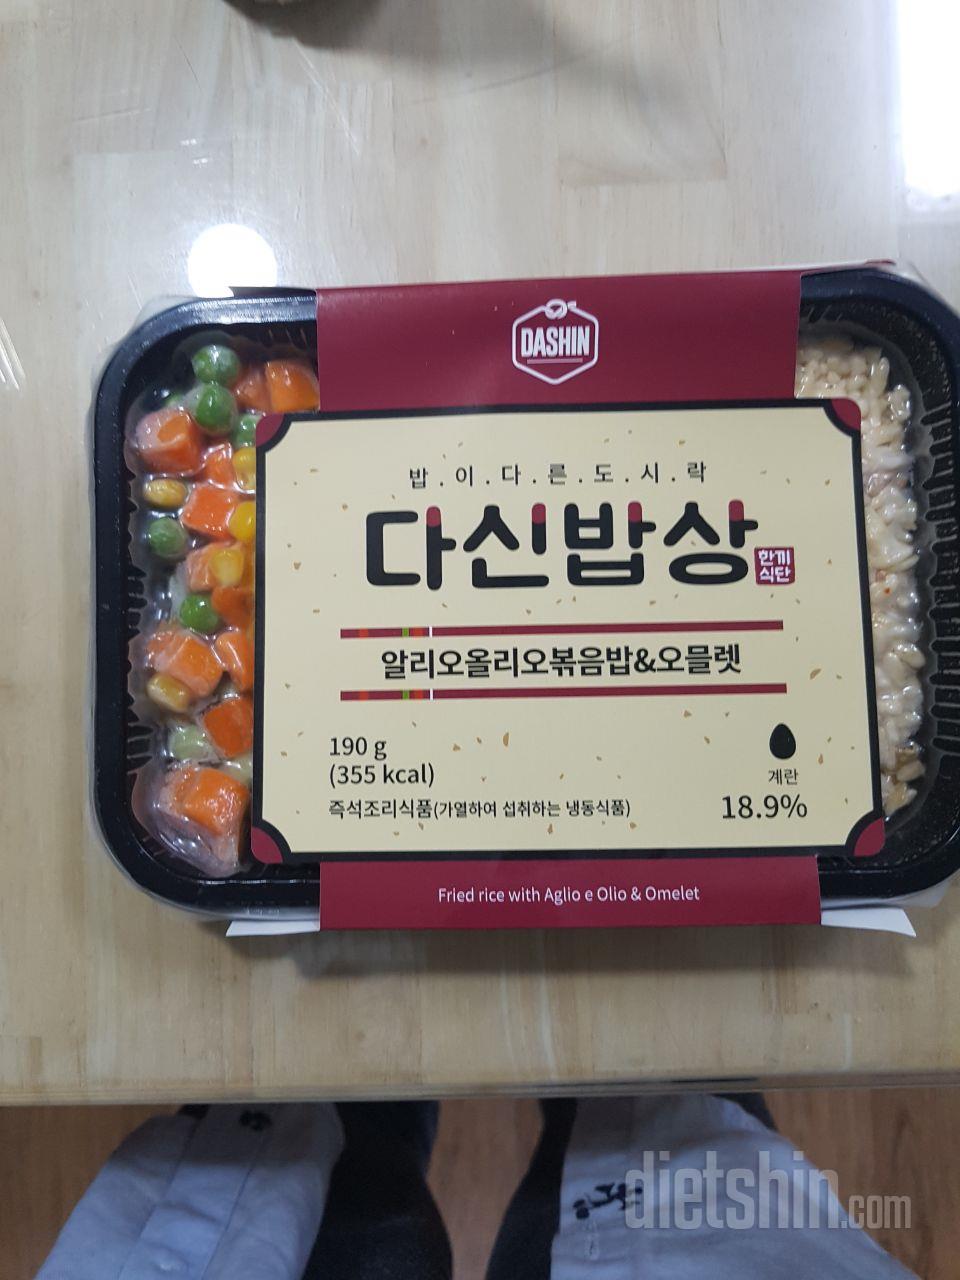 DASHIN
밥.이.다.른.도.시.락
다신밥상
한끼
식단
알리오올리오볶음밥&오믈렛
190 g
(355 kcal)
즉석조리식품(가열하여 섭취하는 냉동식품)
계란
18.9%
Fried rice with Aglio e Olio & Omelet
dietshin.com